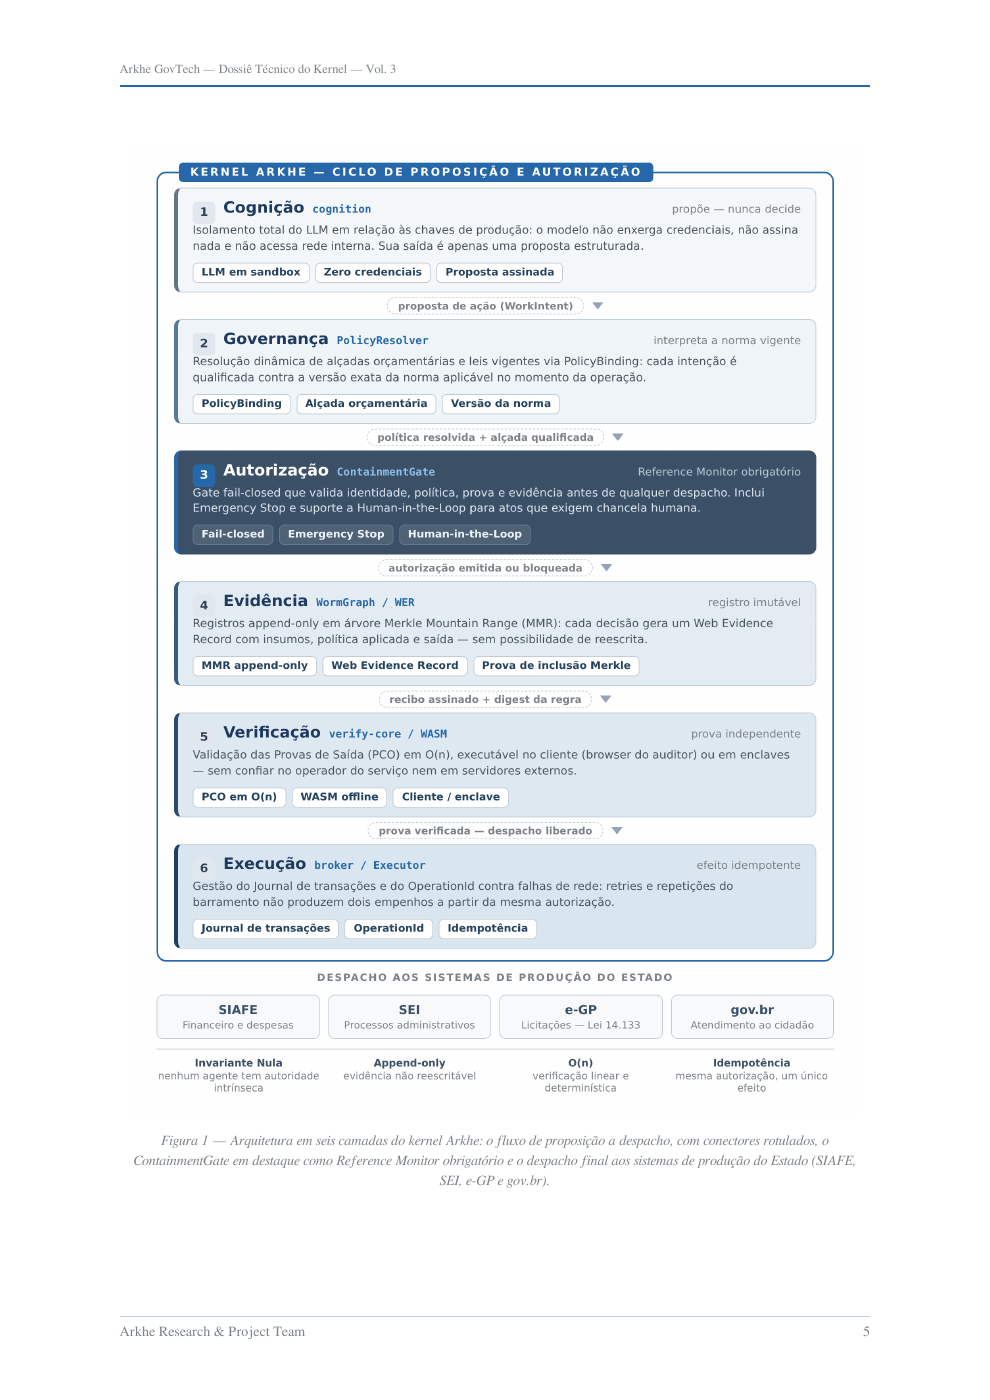 Arkhe GovTech — Dossiê Técnico do Kernel — Vol. 3
KERNEL ARKHE — CICLO DE PROPOSIÇÃO E AUTORIZAÇÃO
1 Cognição cognition propõe — nunca decide
Isolamento total do LLM em relação às chaves de produção: o modelo não enxerga credenciais, não assina
nada e não acessa rede interna. Sua saída é apenas uma proposta estruturada.
LLM em sandbox Zero credenciais Proposta assinada
proposta de ação (WorkIntent)
2 Governança PolicyResolver interpreta a norma vigente
Resolução dinâmica de alçadas orçamentárias e leis vigentes via PolicyBinding: cada intenção é
qualificada contra a versão exata da norma aplicável no momento da operação.
PolicyBinding Alçada orçamentária Versão da norma
política resolvida + alçada qualificada
3 Autorização ContainmentGate Reference Monitor obrigatório
Gate fail-closed que valida identidade, política, prova e evidência antes de qualquer despacho. Inclui
Emergency Stop e suporte a Human-in-the-Loop para atos que exigem chancela humana.
Fail-closed Emergency Stop Human-in-the-Loop
autorização emitida ou bloqueada
4 Evidência WormGraph / WER registro imutável
Registros append-only em árvore Merkle Mountain Range (MMR): cada decisão gera um Web Evidence
Record com insumos, política aplicada e saída — sem possibilidade de reescrita.
MMR append-only Web Evidence Record Prova de inclusão Merkle
recibo assinado + digest da regra
5 Verificação verify-core / WASM prova independente
Validação das Provas de Saída (PCO) em O(n), executável no cliente (browser do auditor) ou em enclaves
— sem confiar no operador do serviço nem em servidores externos.
PCO em O(n) WASM offline Cliente / enclave
prova verificada — despacho liberado
6 Execução broker / Executor efeito idempotente
Gestão do Journal de transações e do OperationId contra falhas de rede: retries e repetições do
barramento não produzem dois empenhos a partir da mesma autorização.
Journal de transações OperationId Idempotência
DESPACHO AOS SISTEMAS DE PRODUÇÃO DO ESTADO
SIAFE SEI e-GP gov.br
Financeiro e despesas Processos administrativos Licitações — Lei 14.133 Atendimento ao cidadão
Invariante Nula Append-only O(n) Idempotência
nenhum agente tem autoridade evidência não reescritável verificação linear e mesma autorização, um único
intrínseca determinística efeito
Figura 1 — Arquitetura em seis camadas do kernel Arkhe: o fluxo de proposição a despacho, com conectores rotulados, o
ContainmentGate em destaque como Reference Monitor obrigatório e o despacho final aos sistemas de produção do Estado (SIAFE,
SEI, e-GP e gov.br).
Arkhe Research & Project Team 5